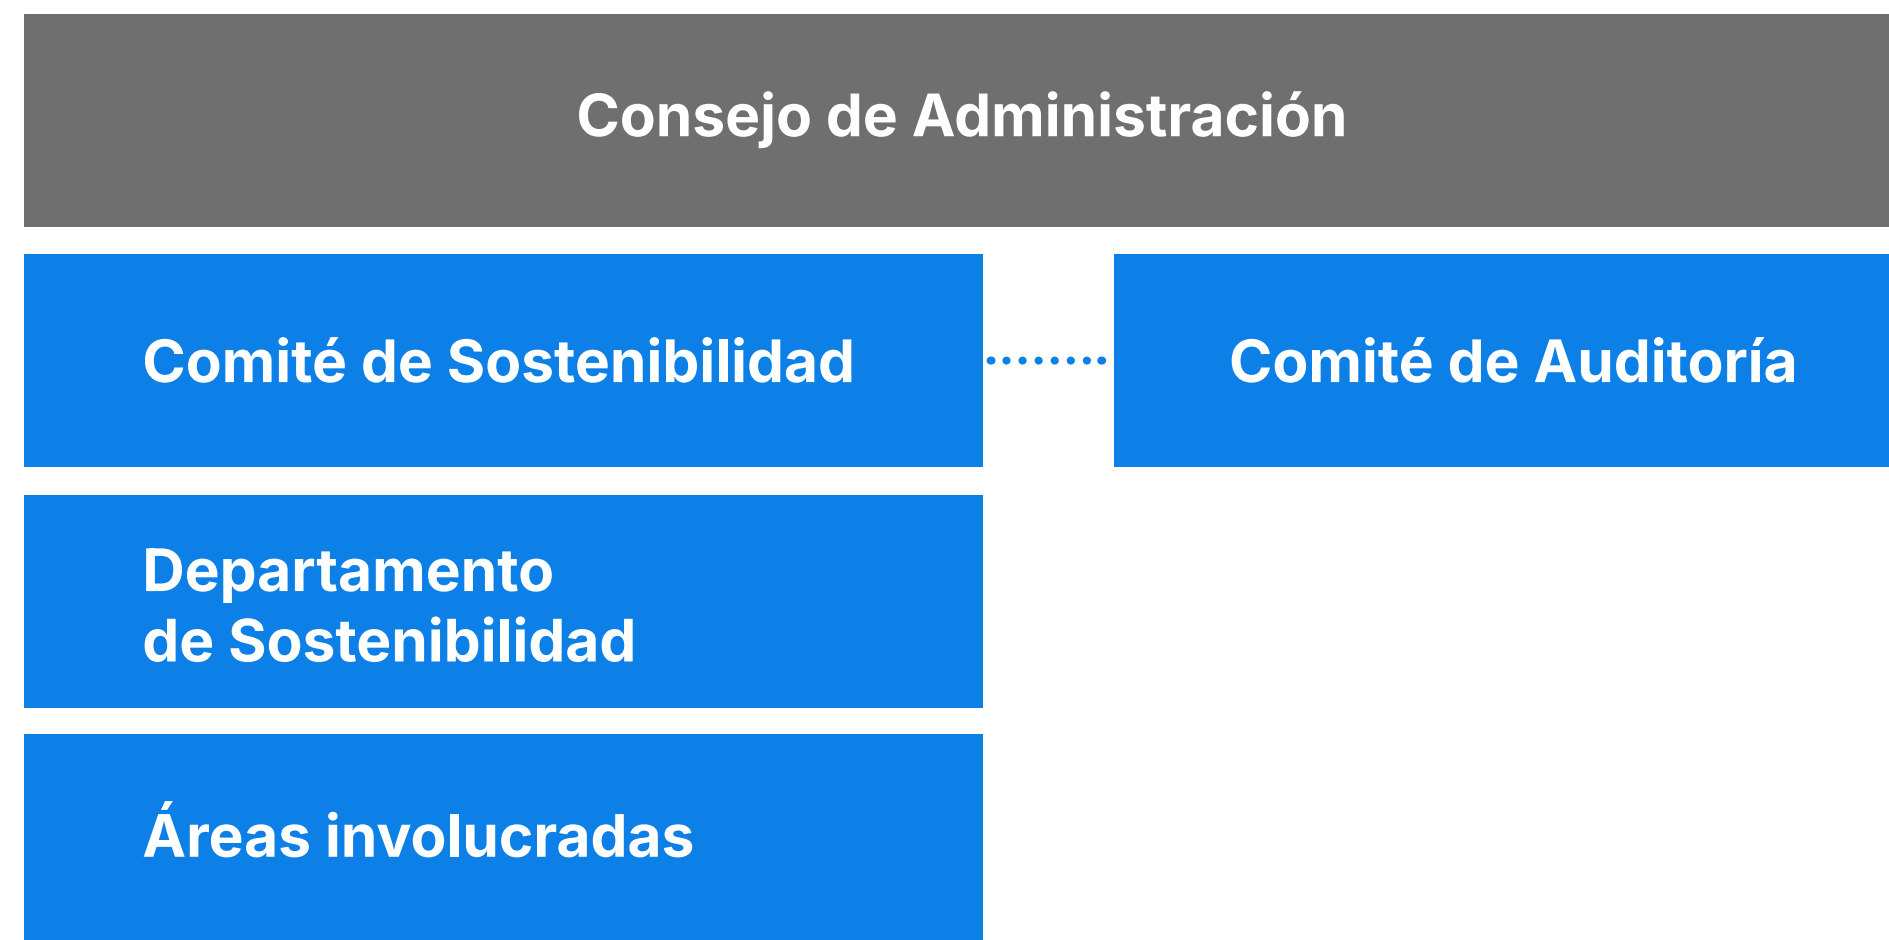 Consejo de Administración
Comité de Sostenibilidad
Comité de Auditoría
Departamento
de Sostenibilidad
Áreas involucradas